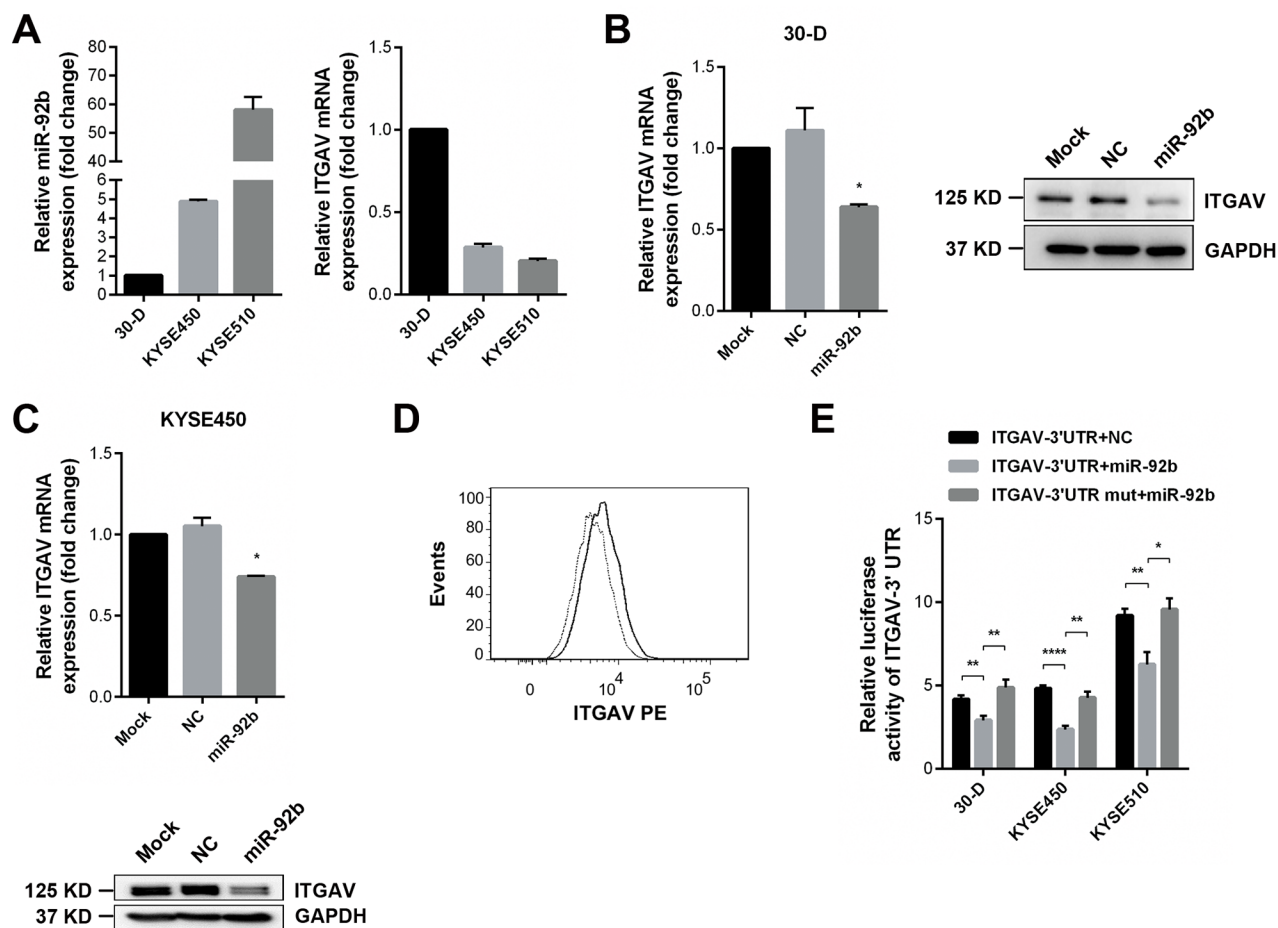 A
Relative miR-92b
expression (fold change)
80
70
60
50
40
6
5
4
3
2
1
0
30-D
KYSE450
KYSE510
Relative ITGAV mRNA
expression (fold change)
1.5
1.0
0.5
0.0
30-D
KYSE450
KYSE510
B
30-D
Relative ITGAV mRNA
expression (fold change)
1.5
1.0
0.5
0.0
*
Mock
NC
miR-92b
Mock
NC
miR-92b
125 KD
ITGAV
37 KD
GAPDH
C
KYSE450
Relative ITGAV mRNA
expression (fold change)
1.5
1.0
0.5
0.0
*
Mock
NC
miR-92b
Mock
NC
miR-92b
125 KD
ITGAV
37 KD
GAPDH
D
Events
100
80
60
40
20
0
0
10^4
10^5
ITGAV PE
E
ITGAV-3'UTR+NC
ITGAV-3'UTR+miR-92b
ITGAV-3'UTR mut+miR-92b
Relative luciferase
activity of ITGAV-3' UTR
15
10
5
0
**
**
****
**
**
*
30-D
KYSE450
KYSE510